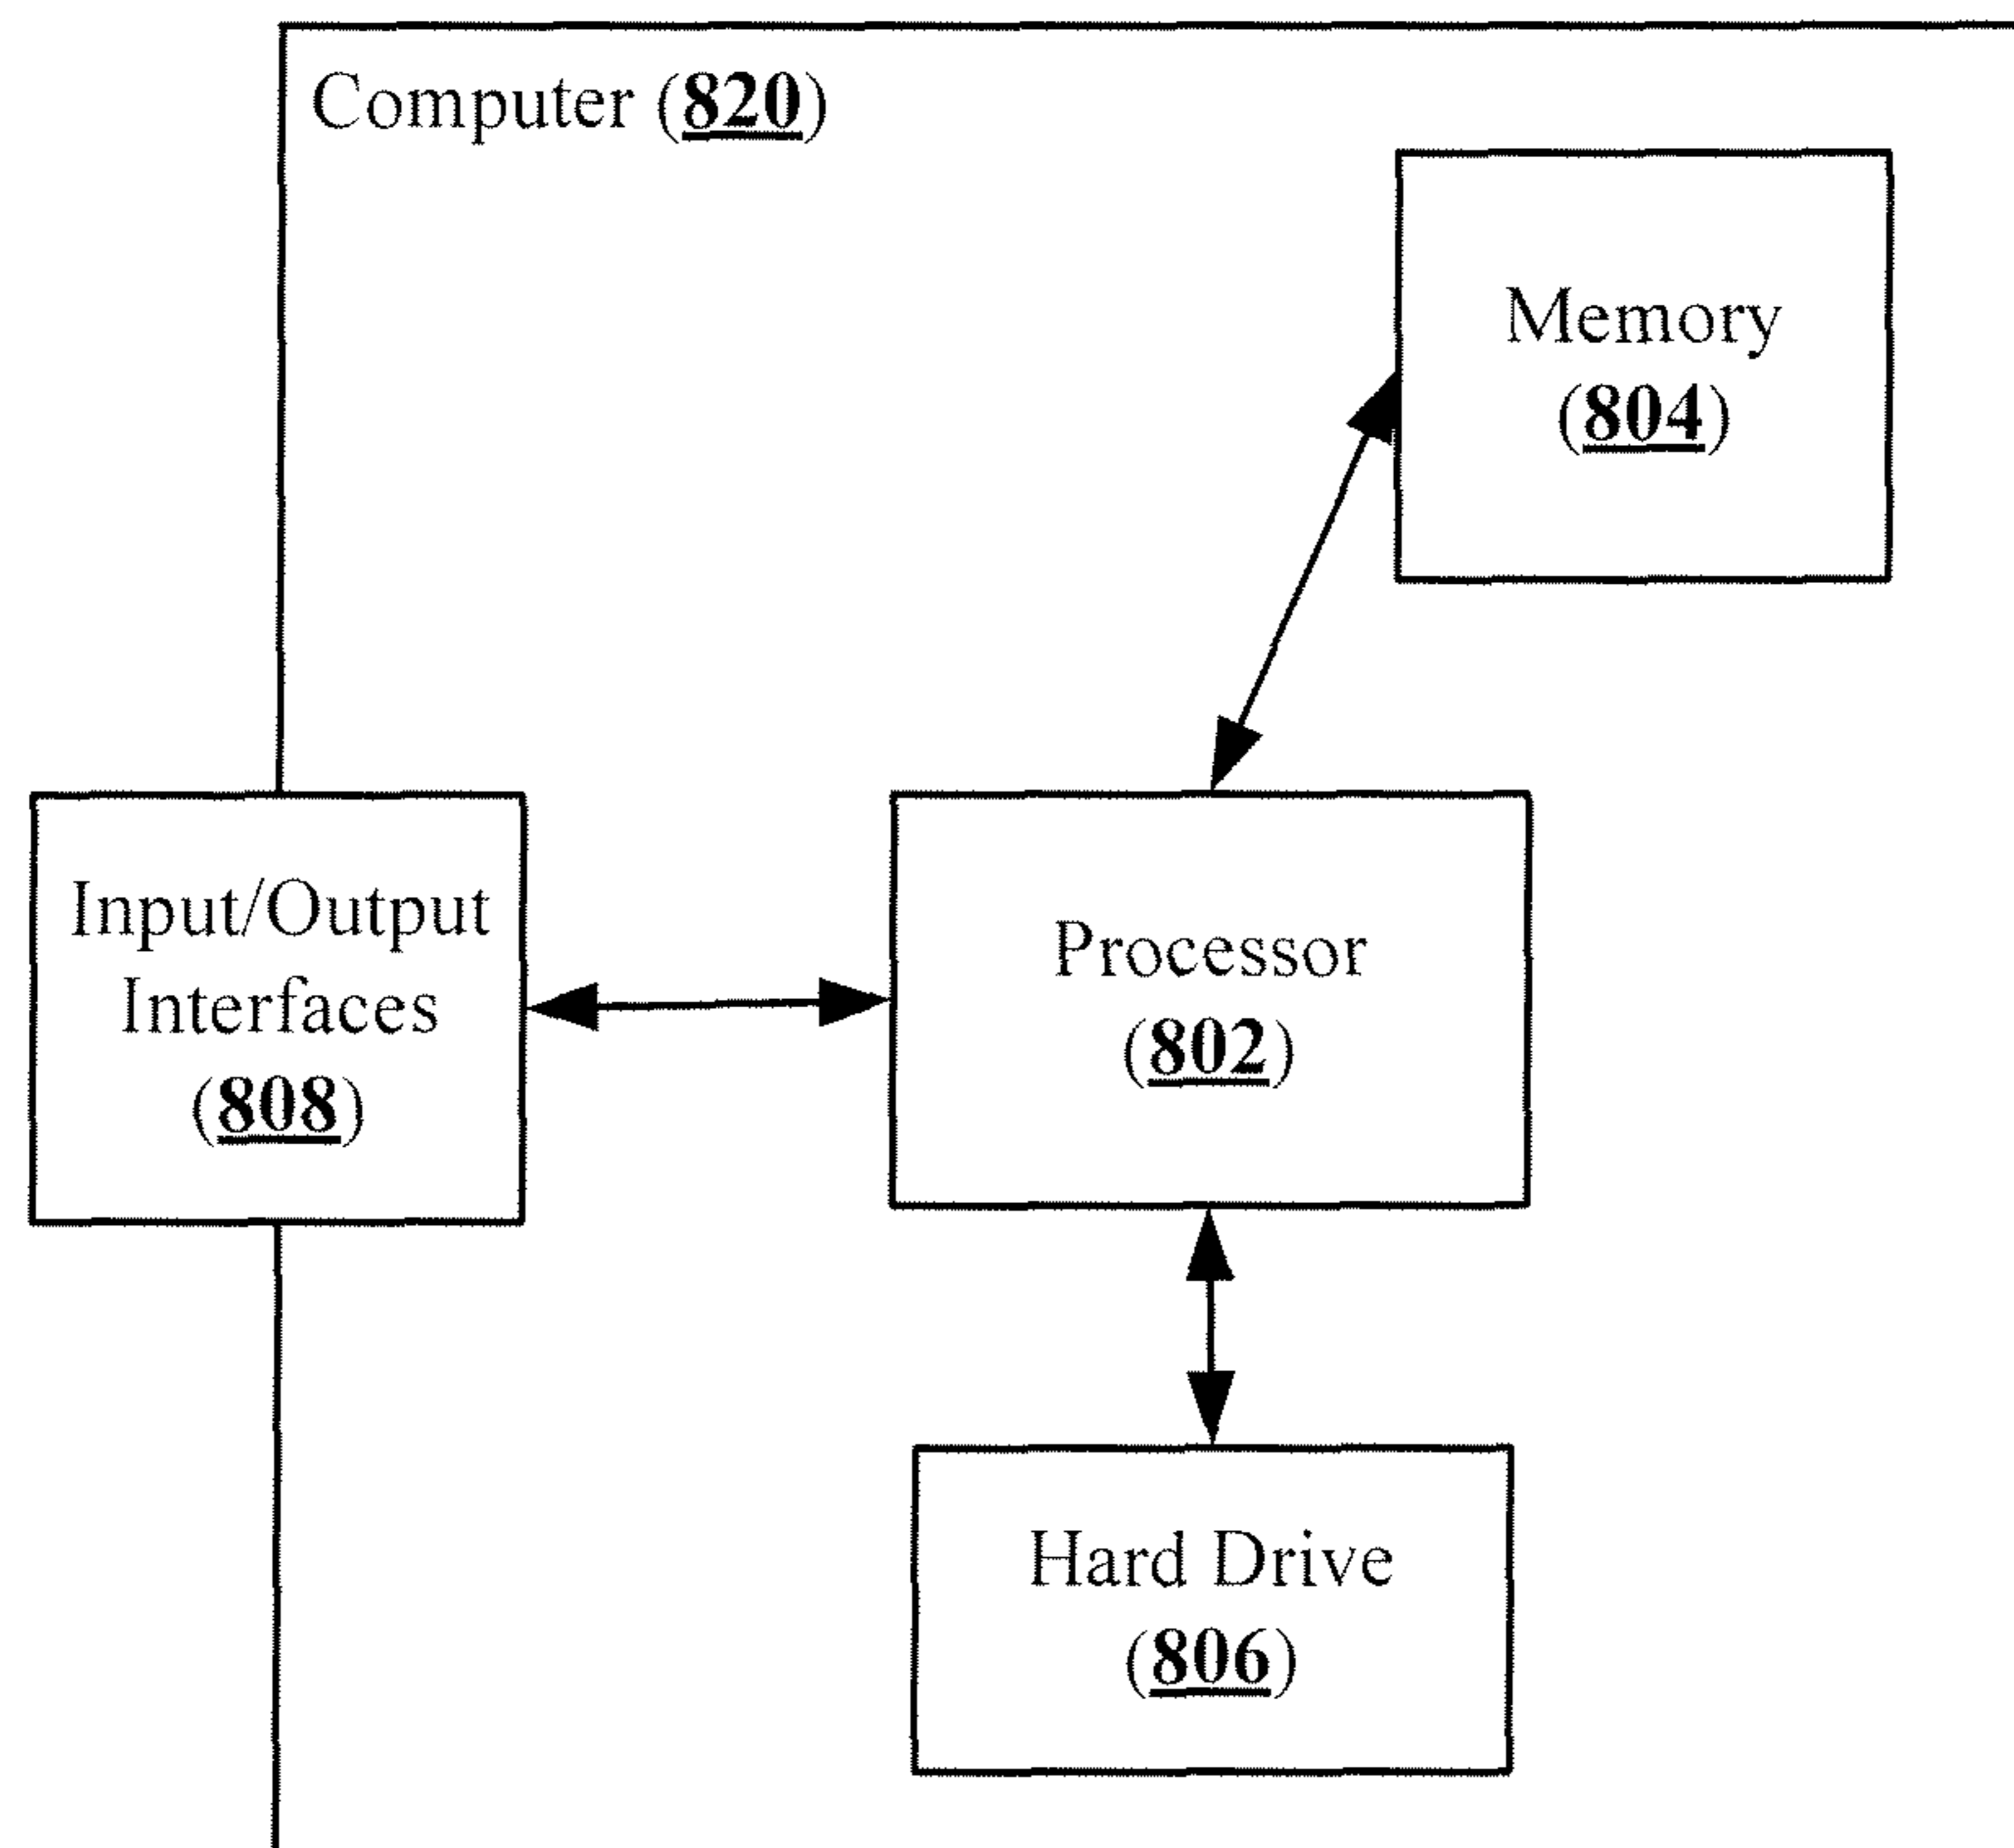 Computer (820)
Memory
(804)
Input/Output
Interfaces
(808)
Processor
(802)
Hard Drive
(806)